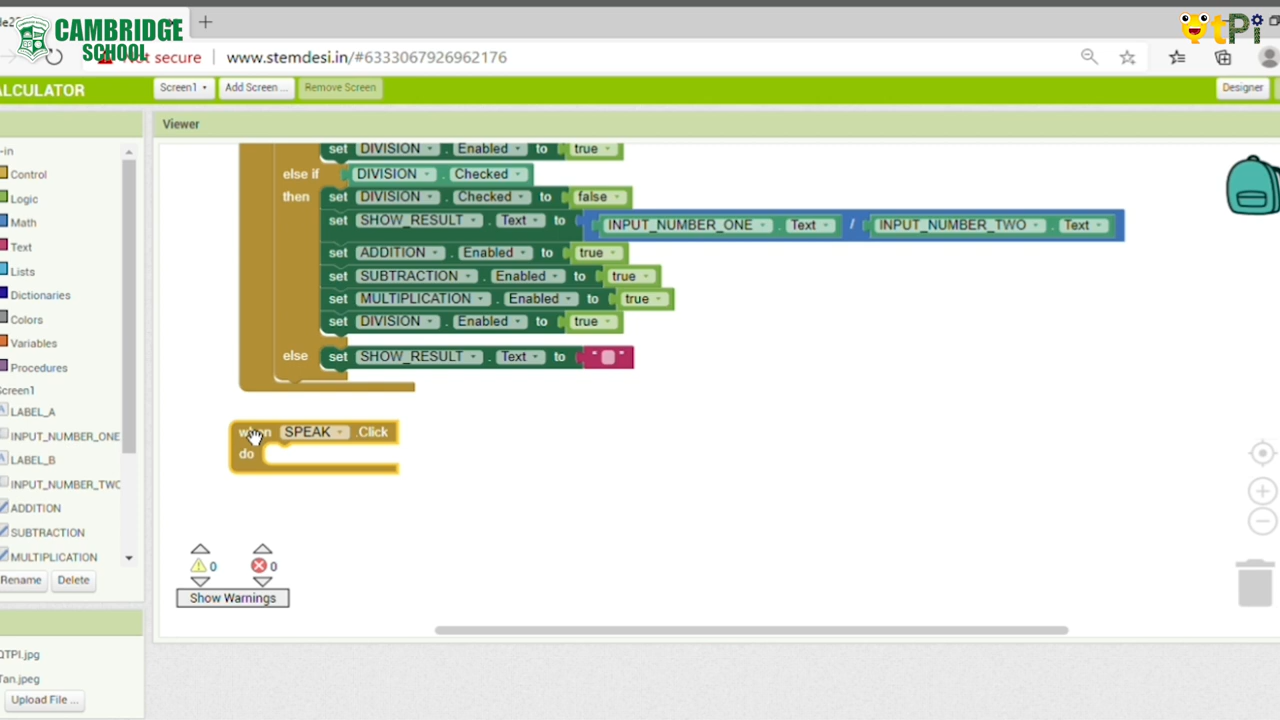 CAMBRIDGE
SCHOOL
QtPi
Not secure
www.stemdesi.in/#6333067926962176
ALCULATOR
Screen1
Add Screen ...
Remove Screen
Designer
Viewer
-in
Control
Logic
Math
Text
Lists
Dictionaries
Colors
Variables
Procedures
Screen1
LABEL_A
INPUT_NUMBER_ONE
LABEL_B
INPUT_NUMBER_TWO
ADDITION
SUBTRACTION
MULTIPLICATION
Rename
Delete
QTPI.jpg
Tan.jpeg
Upload File ...
set DIVISION . Enabled to true
else if DIVISION . Checked
then set DIVISION . Checked to false
set SHOW_RESULT . Text to INPUT_NUMBER_ONE . Text / INPUT_NUMBER_TWO . Text
set ADDITION . Enabled to true
set SUBTRACTION . Enabled to true
set MULTIPLICATION . Enabled to true
set DIVISION . Enabled to true
else set SHOW_RESULT . Text to " "
when SPEAK .Click
do
0 0
Show Warnings